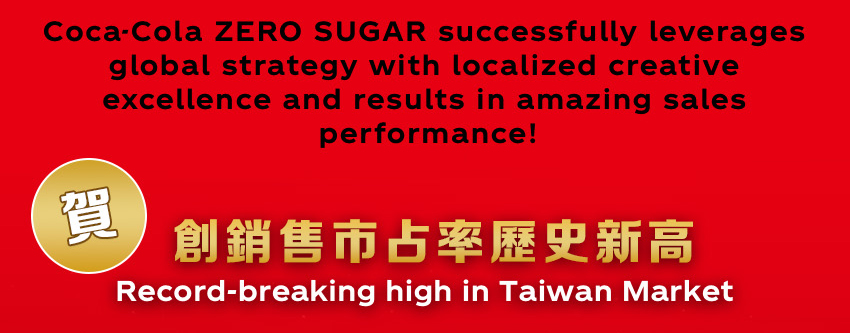 Coca-Cola ZERO SUGAR successfully leverages
global strategy with localized creative
excellence and results in amazing sales
performance!
賀
創銷售市占率歷史新高
Record-breaking high in Taiwan Market